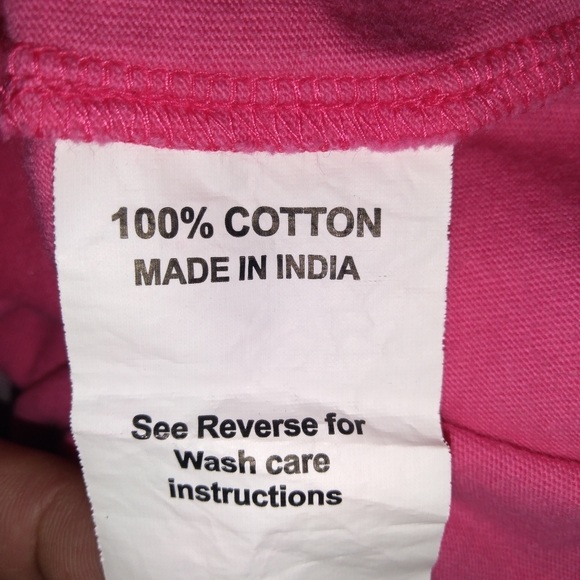 100% COTTON
MADE IN INDIA
See Reverse for
Wash care
instructions